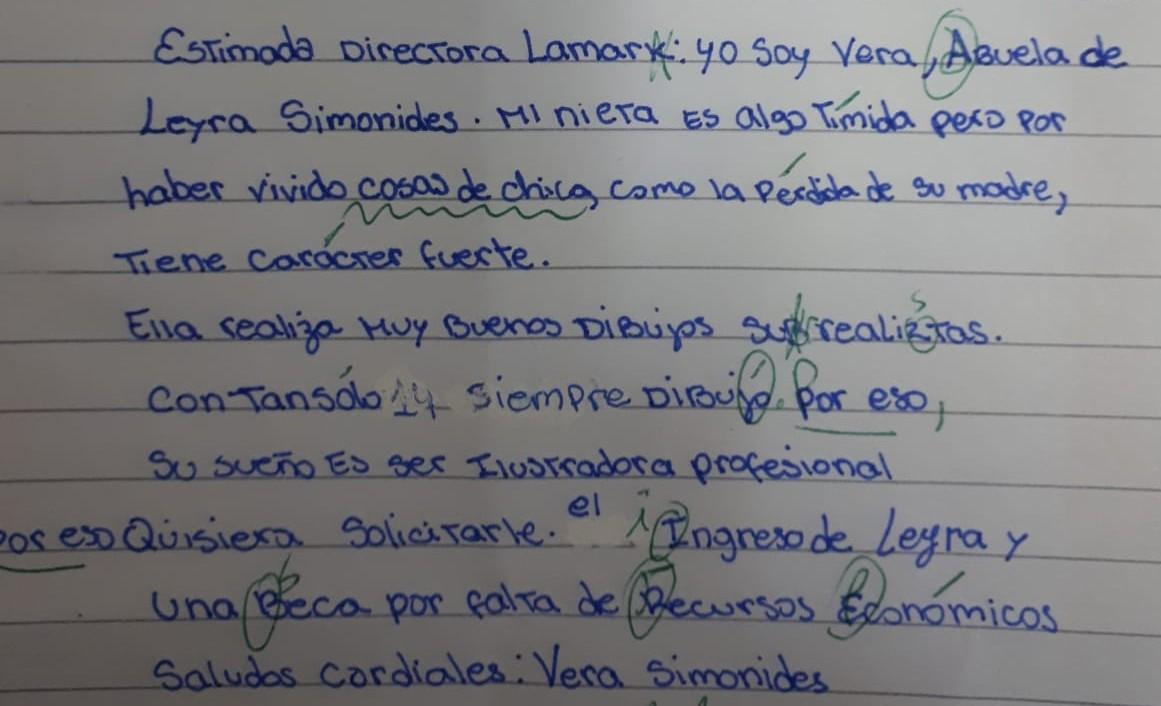 Estimada Directora Lamark: yo soy Vera, Abuela de
Leyra Simonides. Mi nieta es algo Tímida pero por
haber vivido cosas de chica, como la pérdida de su madre,
Tiene carácter fuerte.
Ella realiza muy Buenos Dibujos surrealistas.
Con Tan sólo 14 siempre Dibujó. Por eso,
su sueño Es ser Ilustradora profesional
por eso Quisiera Solicitarle. el i Ingreso de Leyra y
una Beca por falta de Recursos Económicos
Saludos cordiales: Vera Simonides